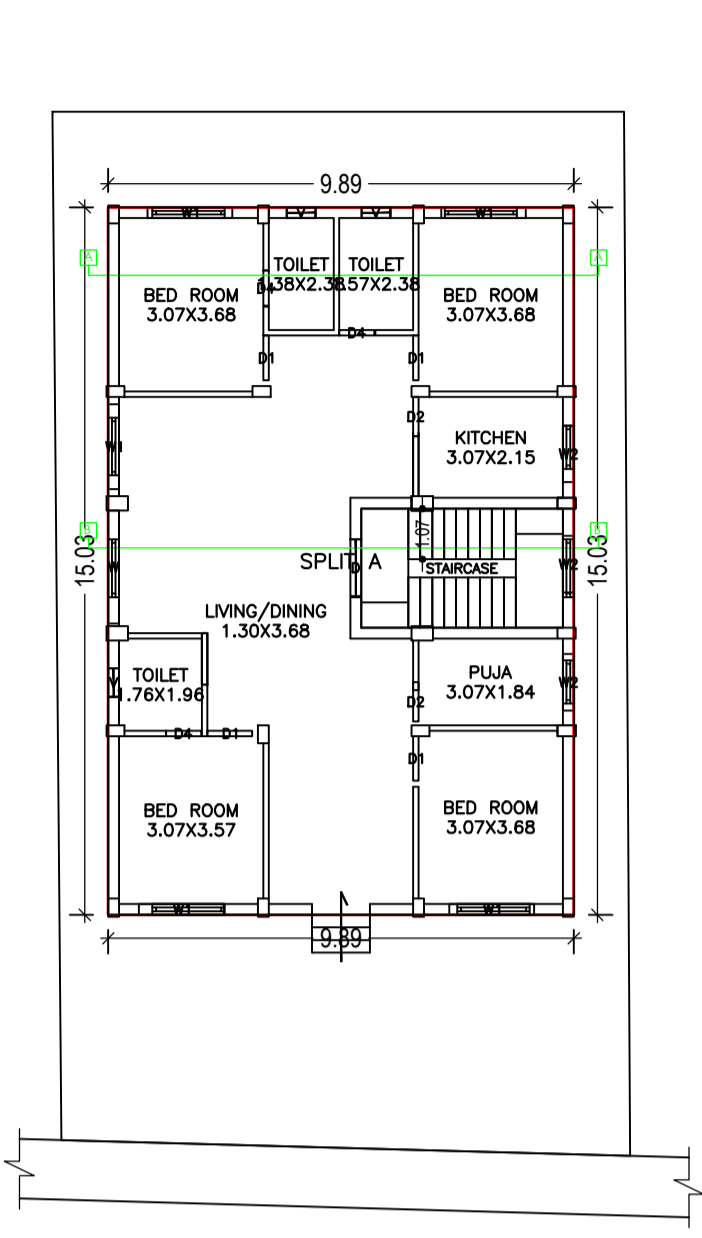 9.89
W1
V
V
W1
A
A
TOILET
TOILET
.38X2.38
.57X2.38
D4
BED ROOM
3.07X3.68
BED ROOM
3.07X3.68
D4
D1
D1
D2
KITCHEN
3.07X2.15
W1
W2
B
B
1.07
15.03
15.03
SPLIT A
D
W
W2
STAIRCASE
LIVING/DINING
1.30X3.68
TOILET
1.76X1.96
V
PUJA
3.07X1.84
W2
D2
D4
D1
D1
BED ROOM
3.07X3.57
BED ROOM
3.07X3.68
W1
W1
9.89